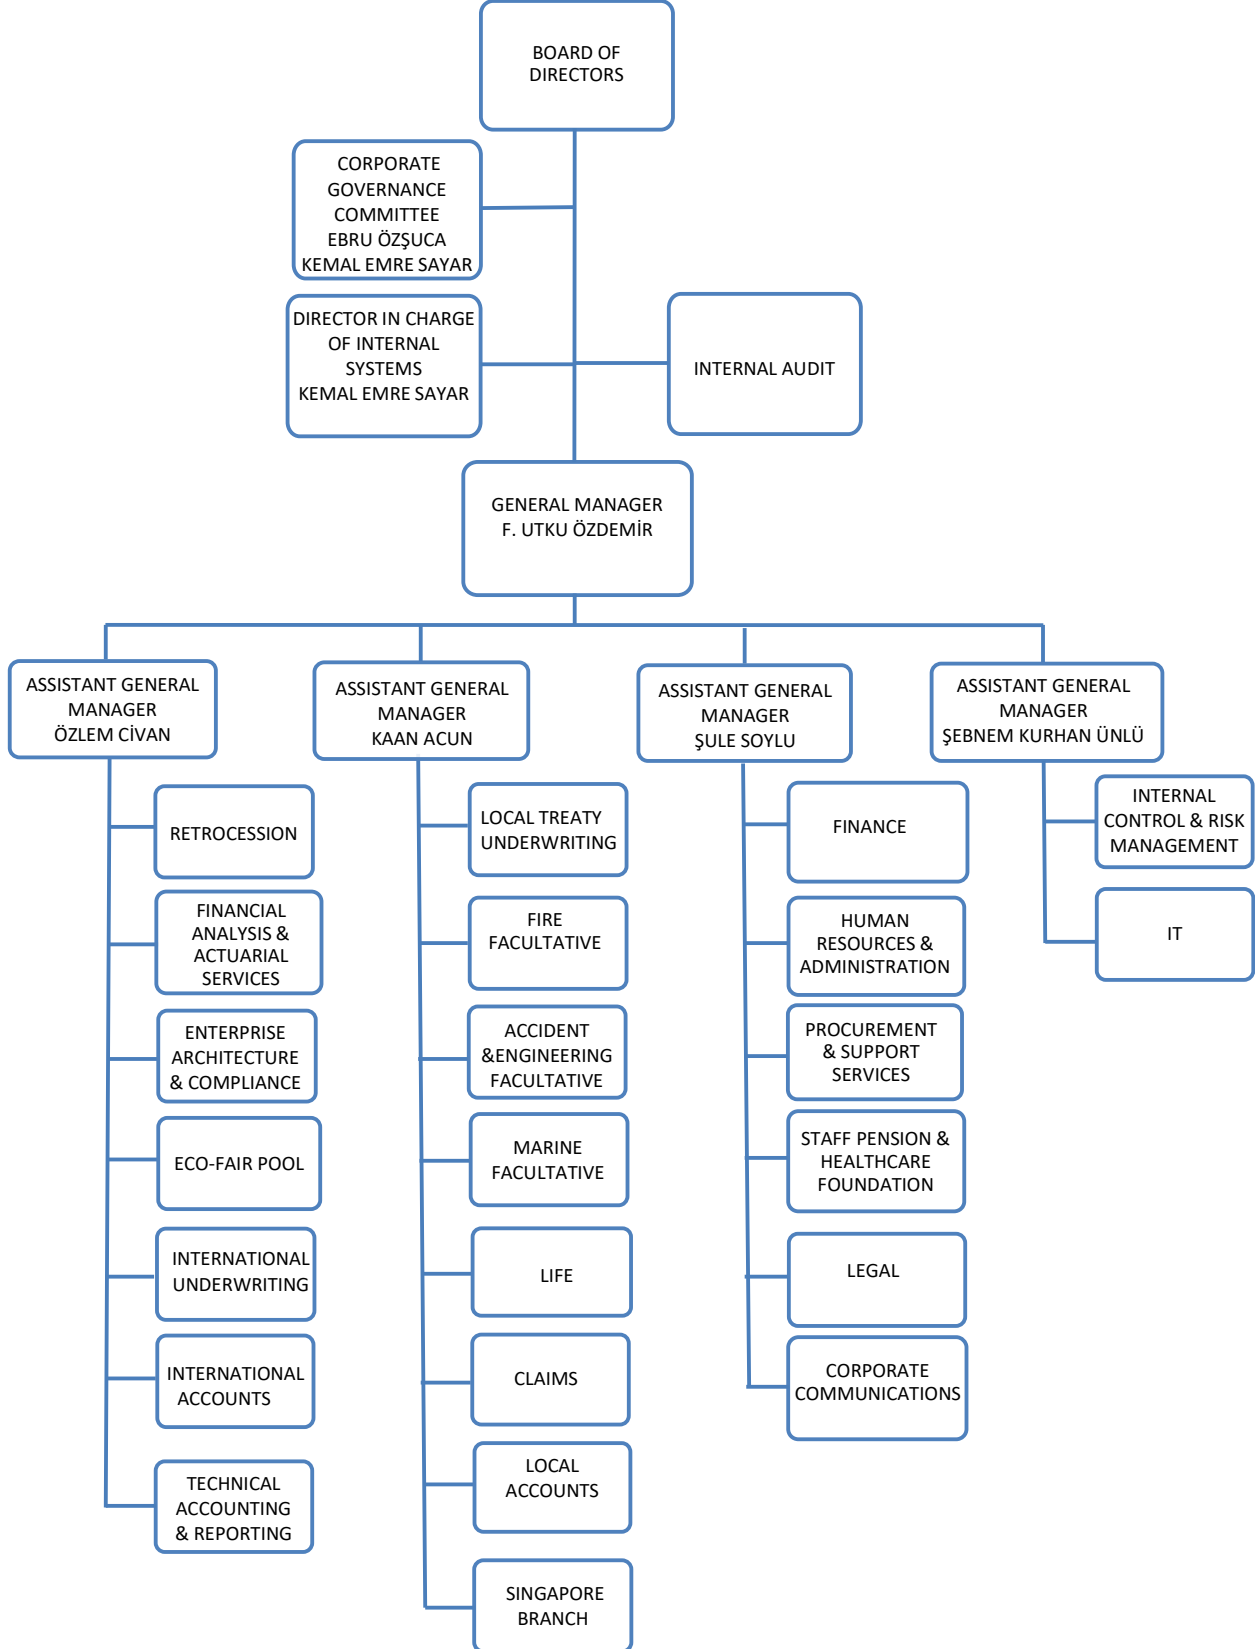 BOARD OF
DIRECTORS
CORPORATE
GOVERNANCE
COMMITTEE
EBRU ÖZŞUCA
KEMAL EMRE SAYAR
DIRECTOR IN CHARGE
OF INTERNAL
SYSTEMS
KEMAL EMRE SAYAR
INTERNAL AUDIT
GENERAL MANAGER
F. UTKU ÖZDEMİR
ASSISTANT GENERAL
MANAGER
ÖZLEM CİVAN
RETROCESSION
FINANCIAL
ANALYSIS &
ACTUARIAL
SERVICES
ENTERPRISE
ARCHITECTURE
& COMPLIANCE
ECO-FAIR POOL
INTERNATIONAL
UNDERWRITING
INTERNATIONAL
ACCOUNTS
TECHNICAL
ACCOUNTING
& REPORTING
ASSISTANT GENERAL
MANAGER
KAAN ACUN
LOCAL TREATY
UNDERWRITING
FIRE
FACULTATIVE
ACCIDENT
&ENGINEERING
FACULTATIVE
MARINE
FACULTATIVE
LIFE
CLAIMS
LOCAL
ACCOUNTS
SINGAPORE
BRANCH
ASSISTANT GENERAL
MANAGER
ŞULE SOYLU
FINANCE
HUMAN
RESOURCES &
ADMINISTRATION
PROCUREMENT
& SUPPORT
SERVICES
STAFF PENSION &
HEALTHCARE
FOUNDATION
LEGAL
CORPORATE
COMMUNICATIONS
ASSISTANT GENERAL
MANAGER
ŞEBNEM KURHAN ÜNLÜ
INTERNAL
CONTROL & RISK
MANAGEMENT
IT